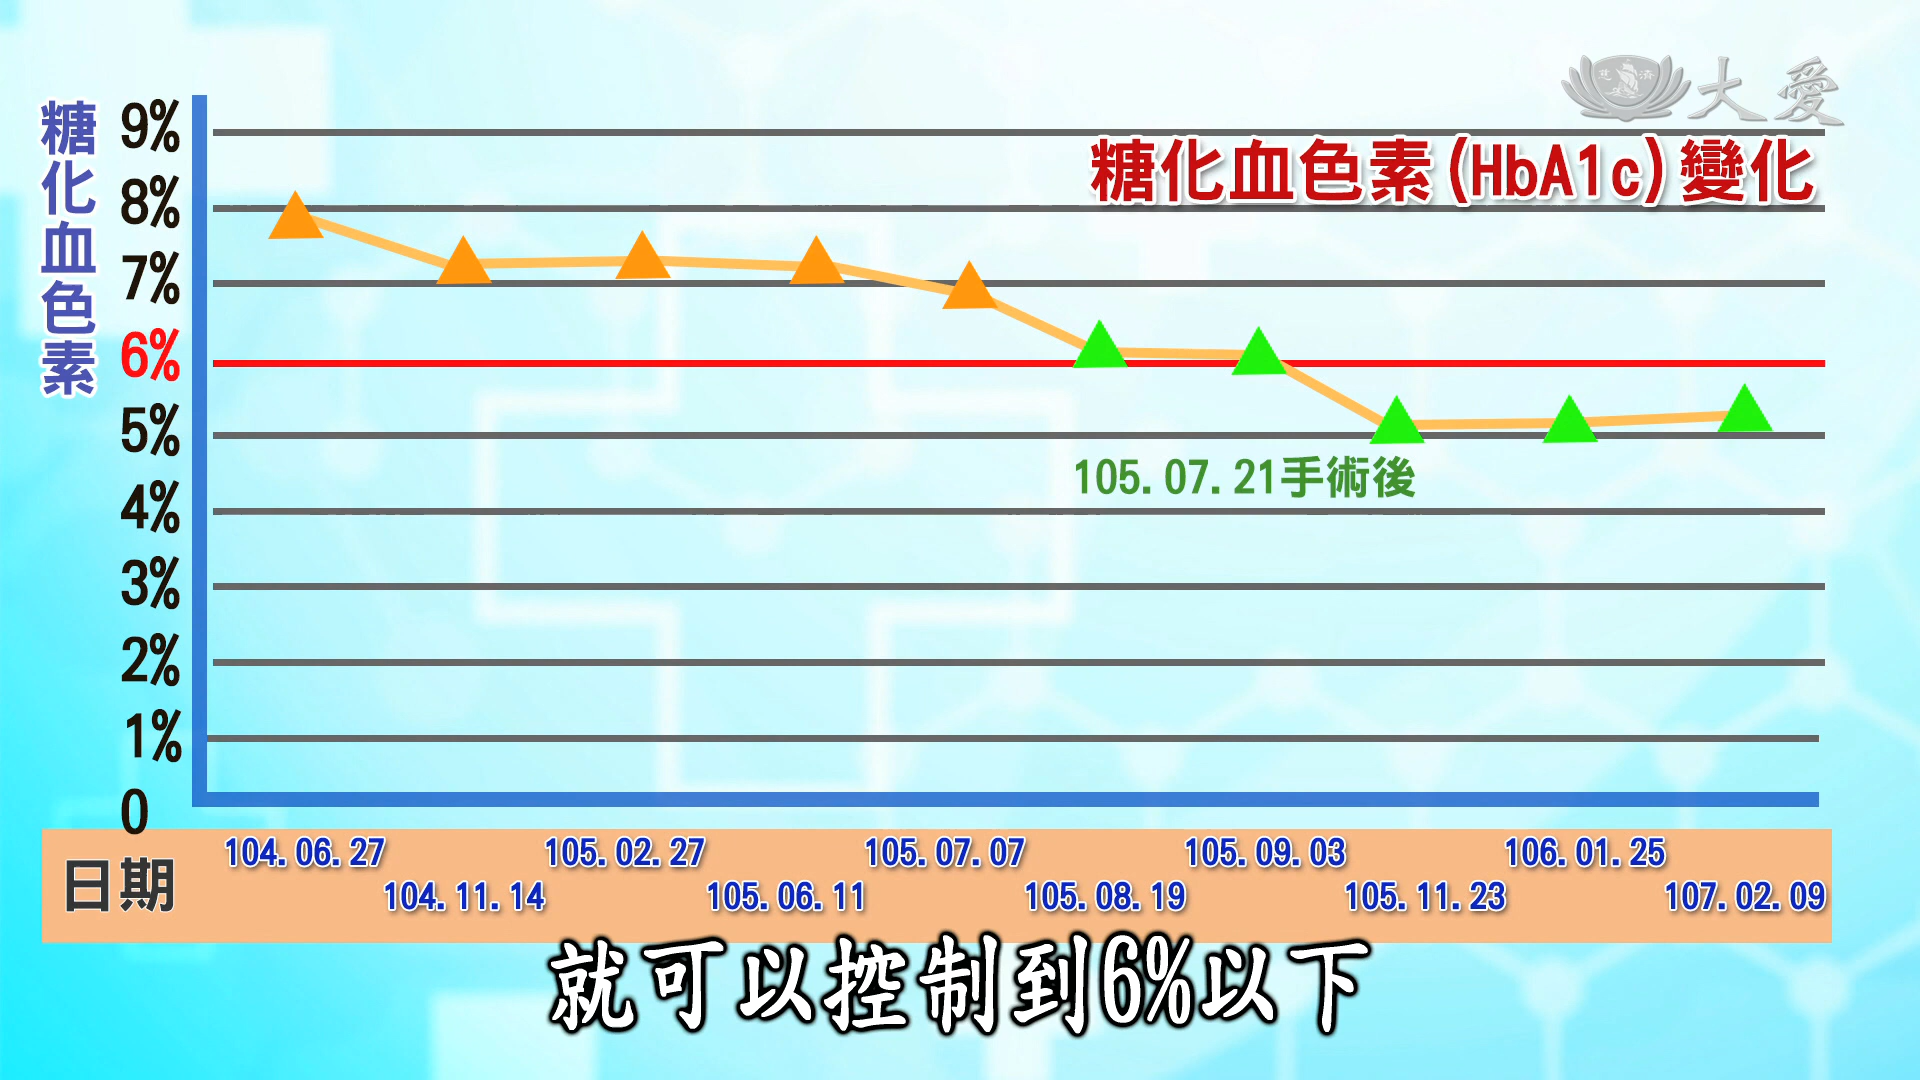 大愛
慈濟
糖化血色素(HbA1c)變化
糖化血色素
9%
8%
7%
6%
5%
4%
3%
2%
1%
0
105.07.21手術後
日期
104.06.27
104.11.14
105.02.27
105.06.11
105.07.07
105.08.19
105.09.03
105.11.23
106.01.25
107.02.09
就可以控制到6%以下